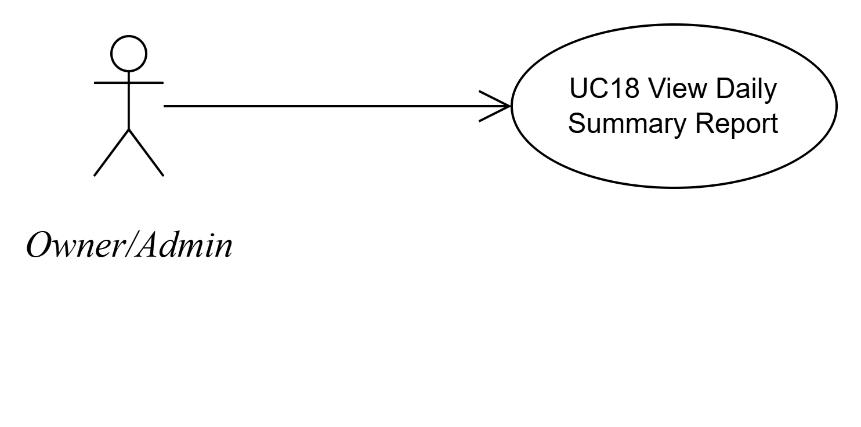 UC18 View Daily
Summary Report
Owner/Admin